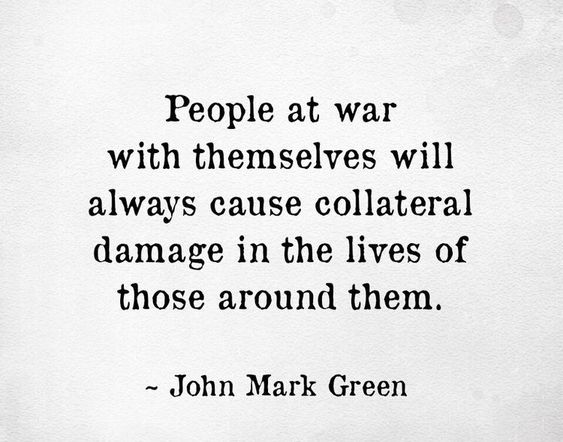 People at war
with themselves will
always cause collateral
damage in the lives of
those around them.
~ John Mark Green